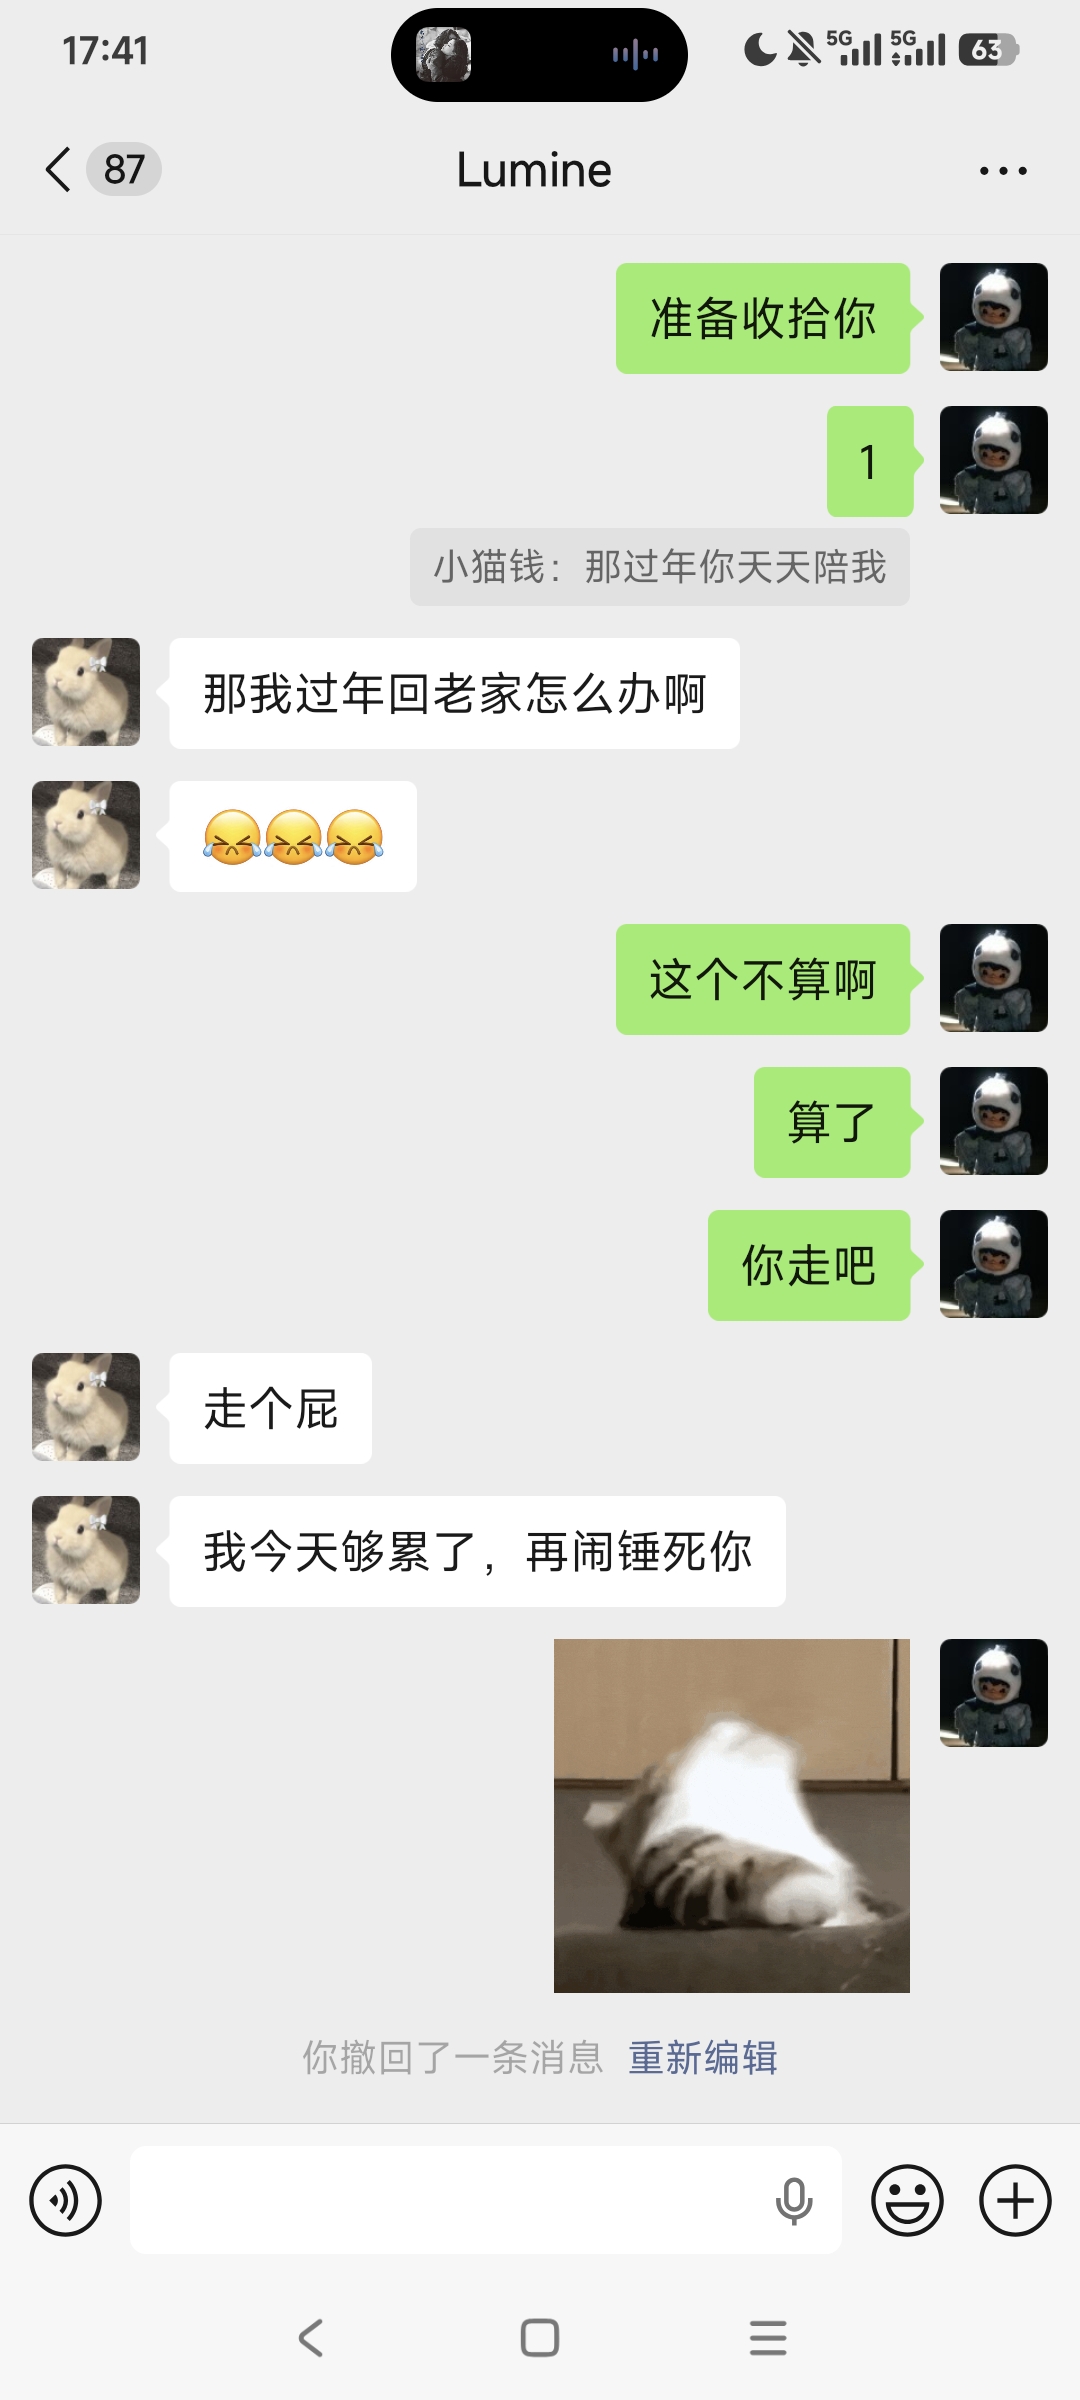 17:41
5G 5G 63
87
Lumine
准备收拾你
1
小猫钱：那过年你天天陪我
那我过年回老家怎么办啊
这个不算啊
算了
你走吧
走个屁
我今天够累了，再闹锤死你
你撤回了一条消息 重新编辑